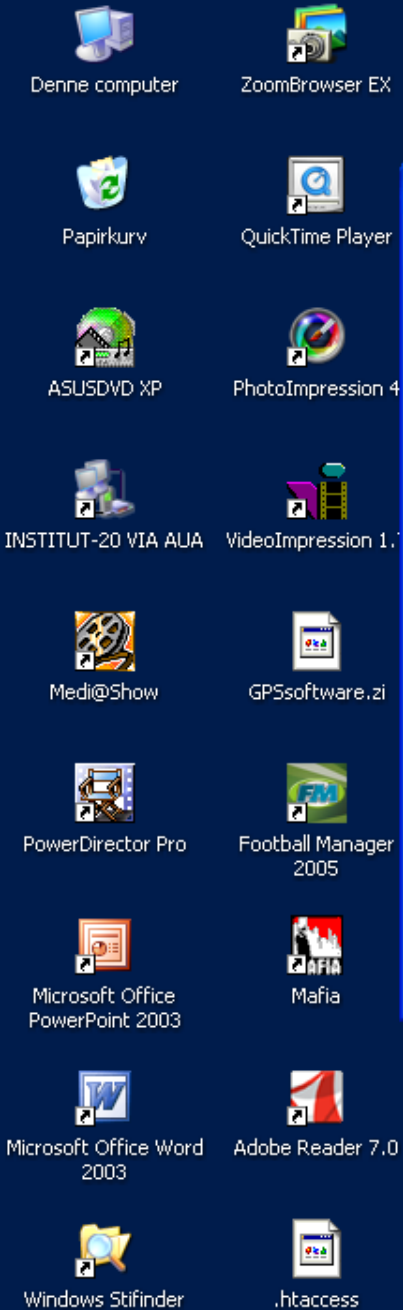 Denne computer
ZoomBrowser EX
Papirkurv
QuickTime Player
ASUSDVD XP
PhotoImpression 4
INSTITUT-20 VIA AUA
VideoImpression 1.
Medi@Show
GPSsoftware.zi
PowerDirector Pro
Football Manager
2005
FM
Microsoft Office
PowerPoint 2003
MAFIA
Mafia
Microsoft Office Word
2003
W
Adobe Reader 7.0
Windows Stifinder
.htaccess